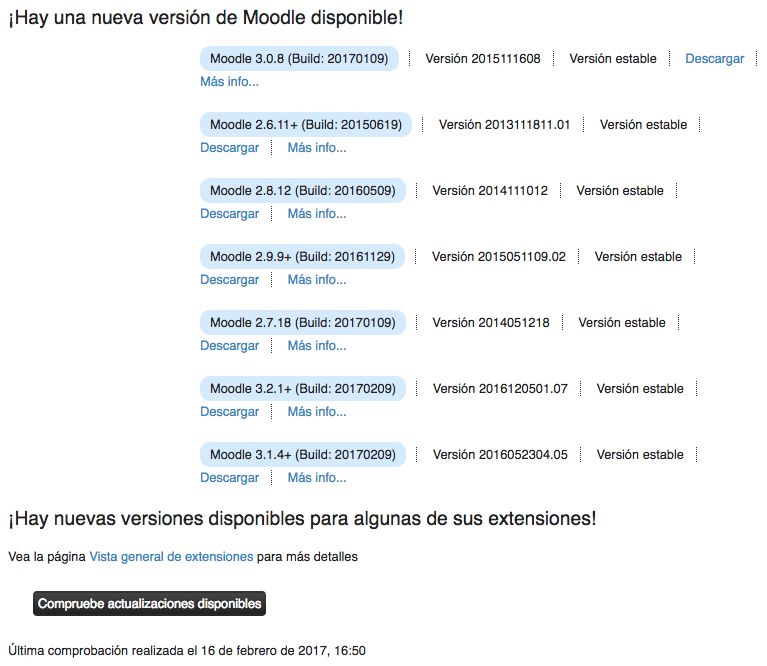 ¡Hay una nueva versión de Moodle disponible!
Moodle 3.0.8 (Build: 20170109) Versión 2015111608 Versión estable Descargar
Más info...
Moodle 2.6.11+ (Build: 20150619) Versión 2013111811.01 Versión estable
Descargar Más info...
Moodle 2.8.12 (Build: 20160509) Versión 2014111012 Versión estable
Descargar Más info...
Moodle 2.9.9+ (Build: 20161129) Versión 2015051109.02 Versión estable
Descargar Más info...
Moodle 2.7.18 (Build: 20170109) Versión 2014051218 Versión estable
Descargar Más info...
Moodle 3.2.1+ (Build: 20170209) Versión 2016120501.07 Versión estable
Descargar Más info...
Moodle 3.1.4+ (Build: 20170209) Versión 2016052304.05 Versión estable
Descargar Más info...
¡Hay nuevas versiones disponibles para algunas de sus extensiones!
Vea la página Vista general de extensiones para más detalles
Compruebe actualizaciones disponibles
Última comprobación realizada el 16 de febrero de 2017, 16:50